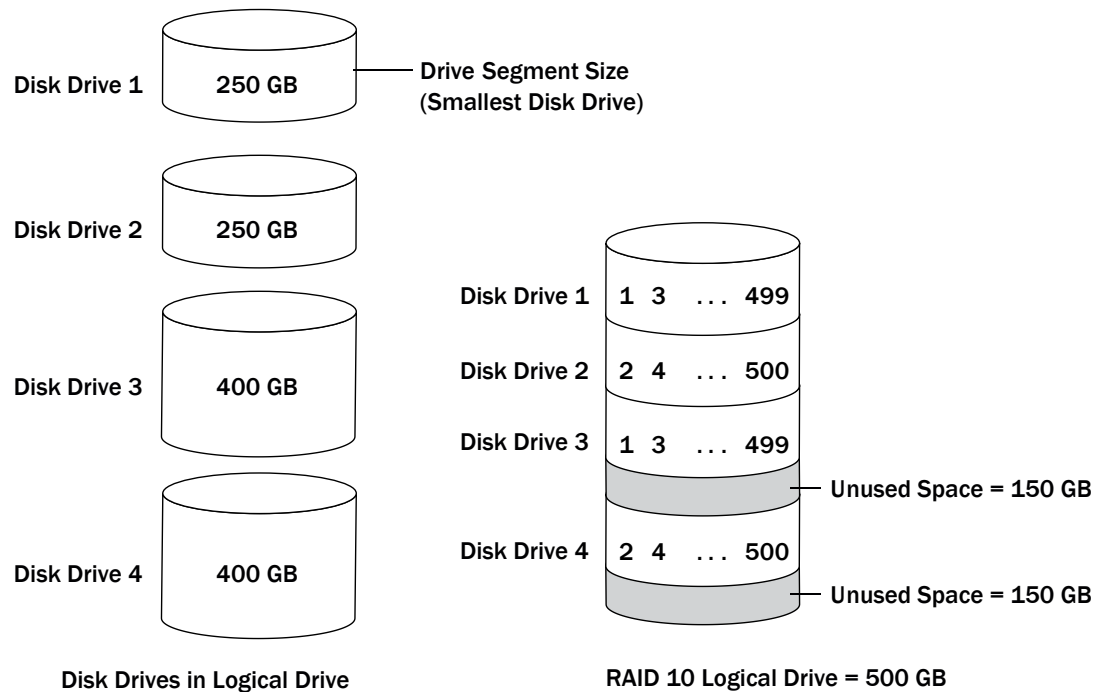 Disk Drive 1
250 GB
Drive Segment Size
(Smallest Disk Drive)
Disk Drive 2
250 GB
Disk Drive 3
400 GB
Disk Drive 4
400 GB
Disk Drives in Logical Drive
Disk Drive 1
1 3 ... 499
Disk Drive 2
2 4 ... 500
Disk Drive 3
1 3 ... 499
Unused Space = 150 GB
Disk Drive 4
2 4 ... 500
Unused Space = 150 GB
RAID 10 Logical Drive = 500 GB